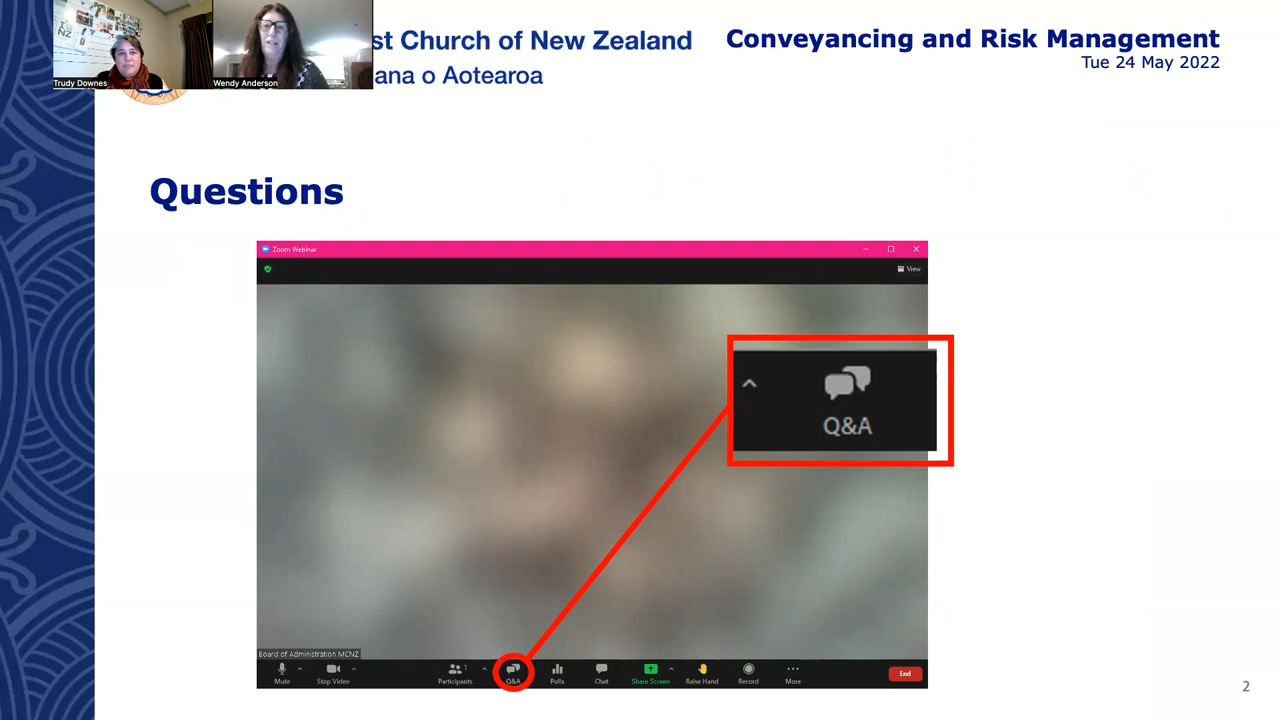 NZ
Trudy Downes
Wendy Anderson
st Church of New Zealand
ana o Aotearoa
Conveyancing and Risk Management
Tue 24 May 2022
Questions
Zoom Webinar
View
Q&A
Board of Administration MCNZ
Mute
Stop Video
Participants
1
Q&A
Polls
Chat
Share Screen
Raise Hand
Record
More
End
2